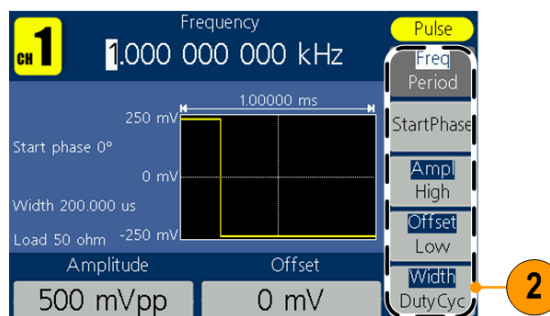 Frequency
CH 1
1.000 000 000 kHz
Pulse
Freq
Period
StartPhase
Ampl
High
Offset
Low
Width
DutyCyc
2
1.00000 ms
250 mV
Start phase 0°
0 mV
Width 200.000 us
Load 50 ohm
-250 mV
Amplitude
Offset
500 mVpp
0 mV